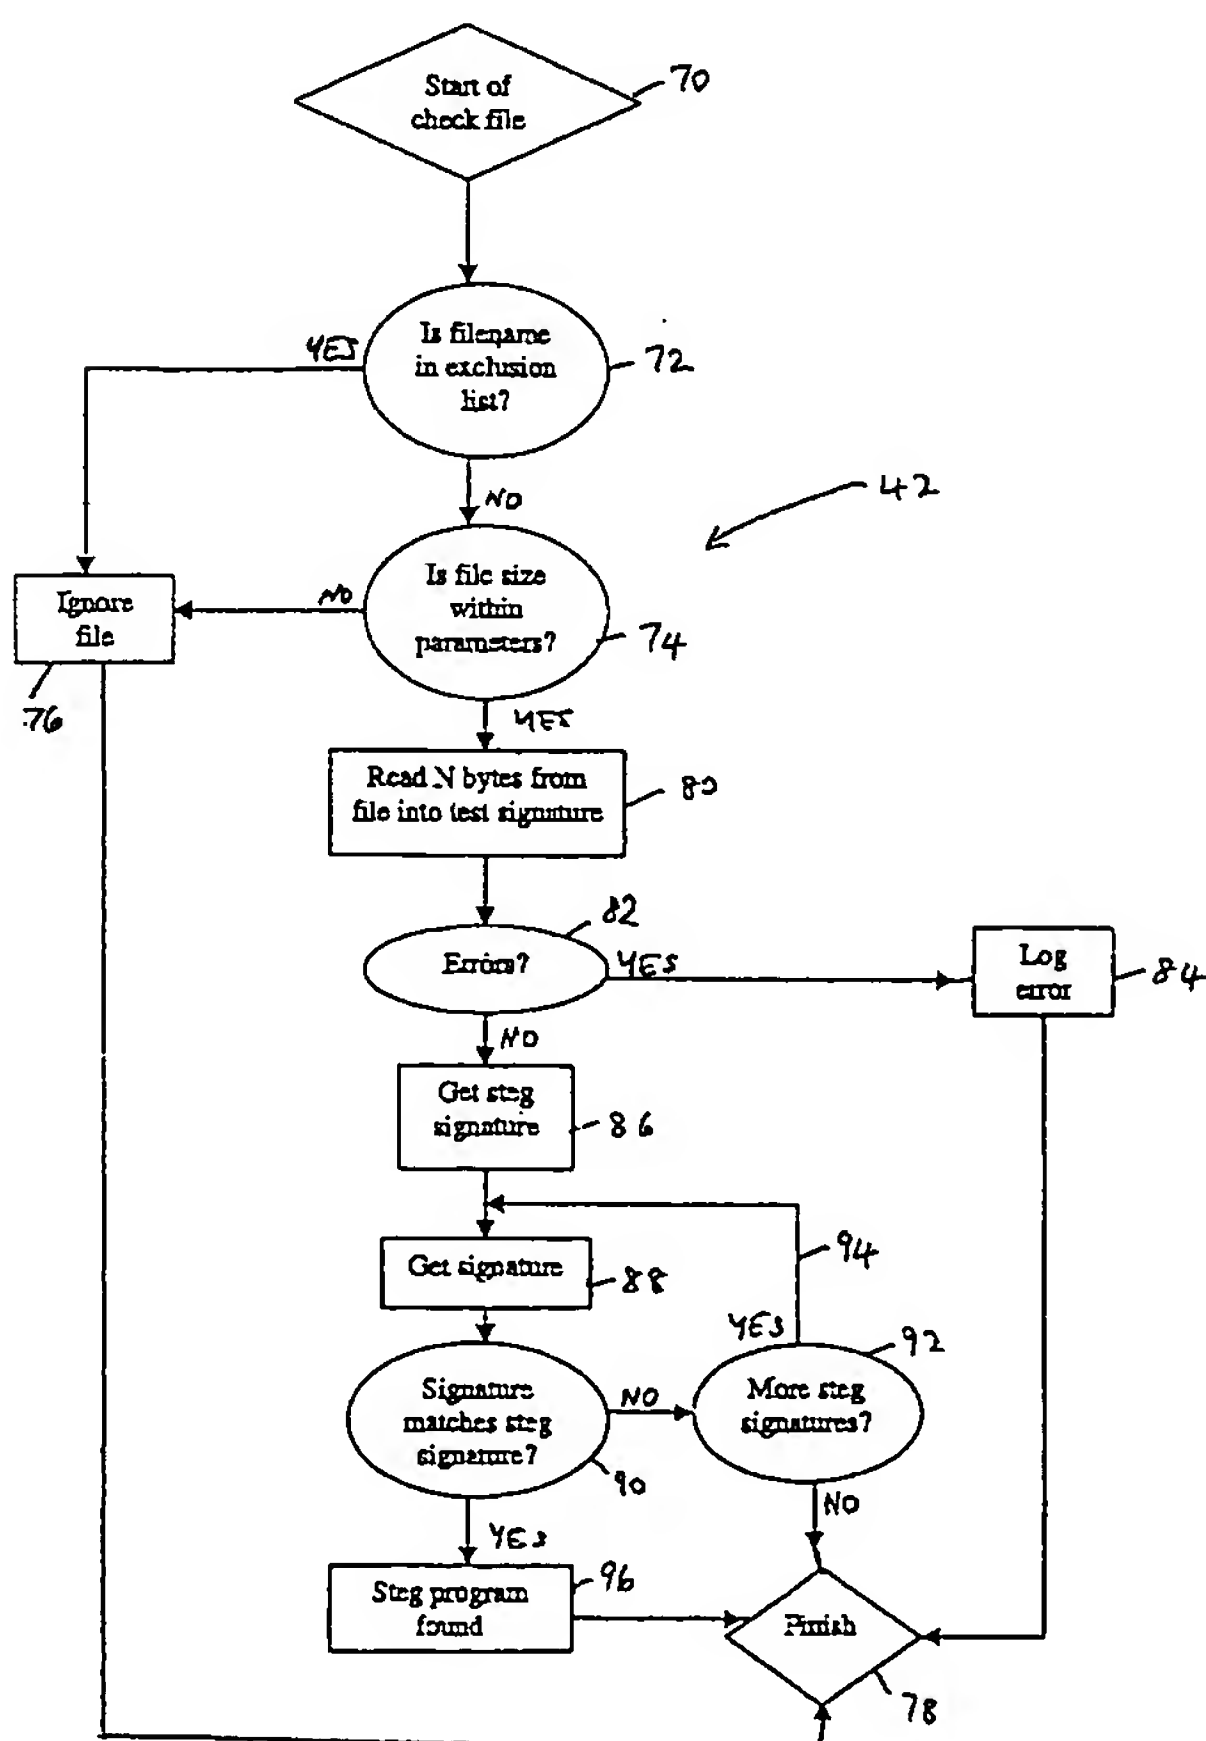 Start of
check file
70
Is filename
in exclusion
list?
YES
72
NO
42
Is file size
within
parameters?
NO
74
Ignore
file
76
YES
Read N bytes from
file into test signature
80
82
Errors?
YES
Log
error
84
NO
Get steg
signature
86
94
Get signature
88
YES
92
Signature
matches steg
signature?
NO
More steg
signatures?
90
NO
YES
96
Steg program
found
Finish
78